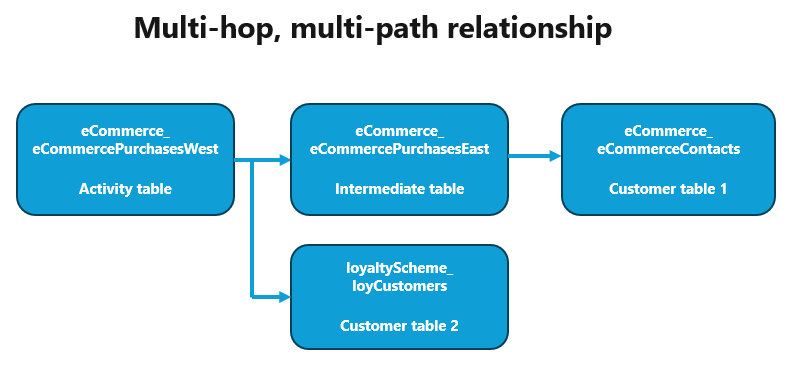 Multi-hop, multi-path relationship
eCommerce_
eCommercePurchasesWest
Activity table
eCommerce_
eCommercePurchasesEast
Intermediate table
eCommerce_
eCommerceContacts
Customer table 1
loyaltyScheme_
loyCustomers
Customer table 2